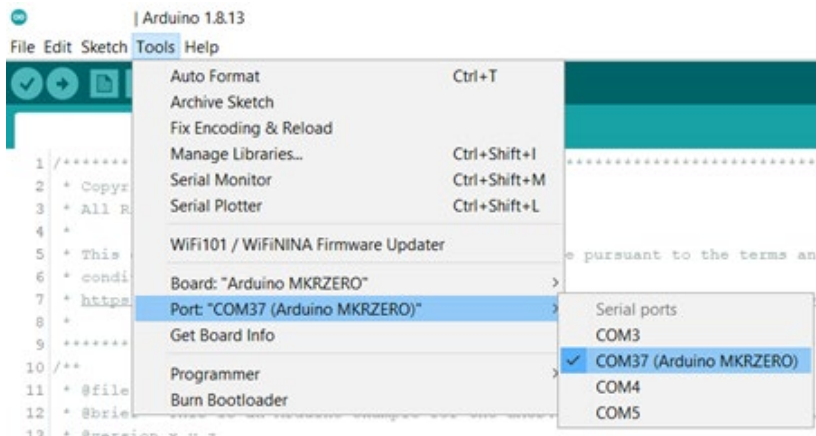 | Arduino 1.8.13
File Edit Sketch Tools Help
Auto Format Ctrl+T
Archive Sketch
Fix Encoding & Reload
Manage Libraries... Ctrl+Shift+I
Serial Monitor Ctrl+Shift+M
Serial Plotter Ctrl+Shift+L
WiFi101 / WiFiNINA Firmware Updater
Board: "Arduino MKRZERO"
Port: "COM37 (Arduino MKRZERO)"
Get Board Info
Programmer
Burn Bootloader
Serial ports
COM3
COM37 (Arduino MKRZERO)
COM4
COM5
1 /*******
2 * Copyr
3 * All R
4 *
5 * This e pursuant to the terms an
6 * condi
7 * https
8 *
9 *****
10 /**
11 * @file
12 * @brie
13